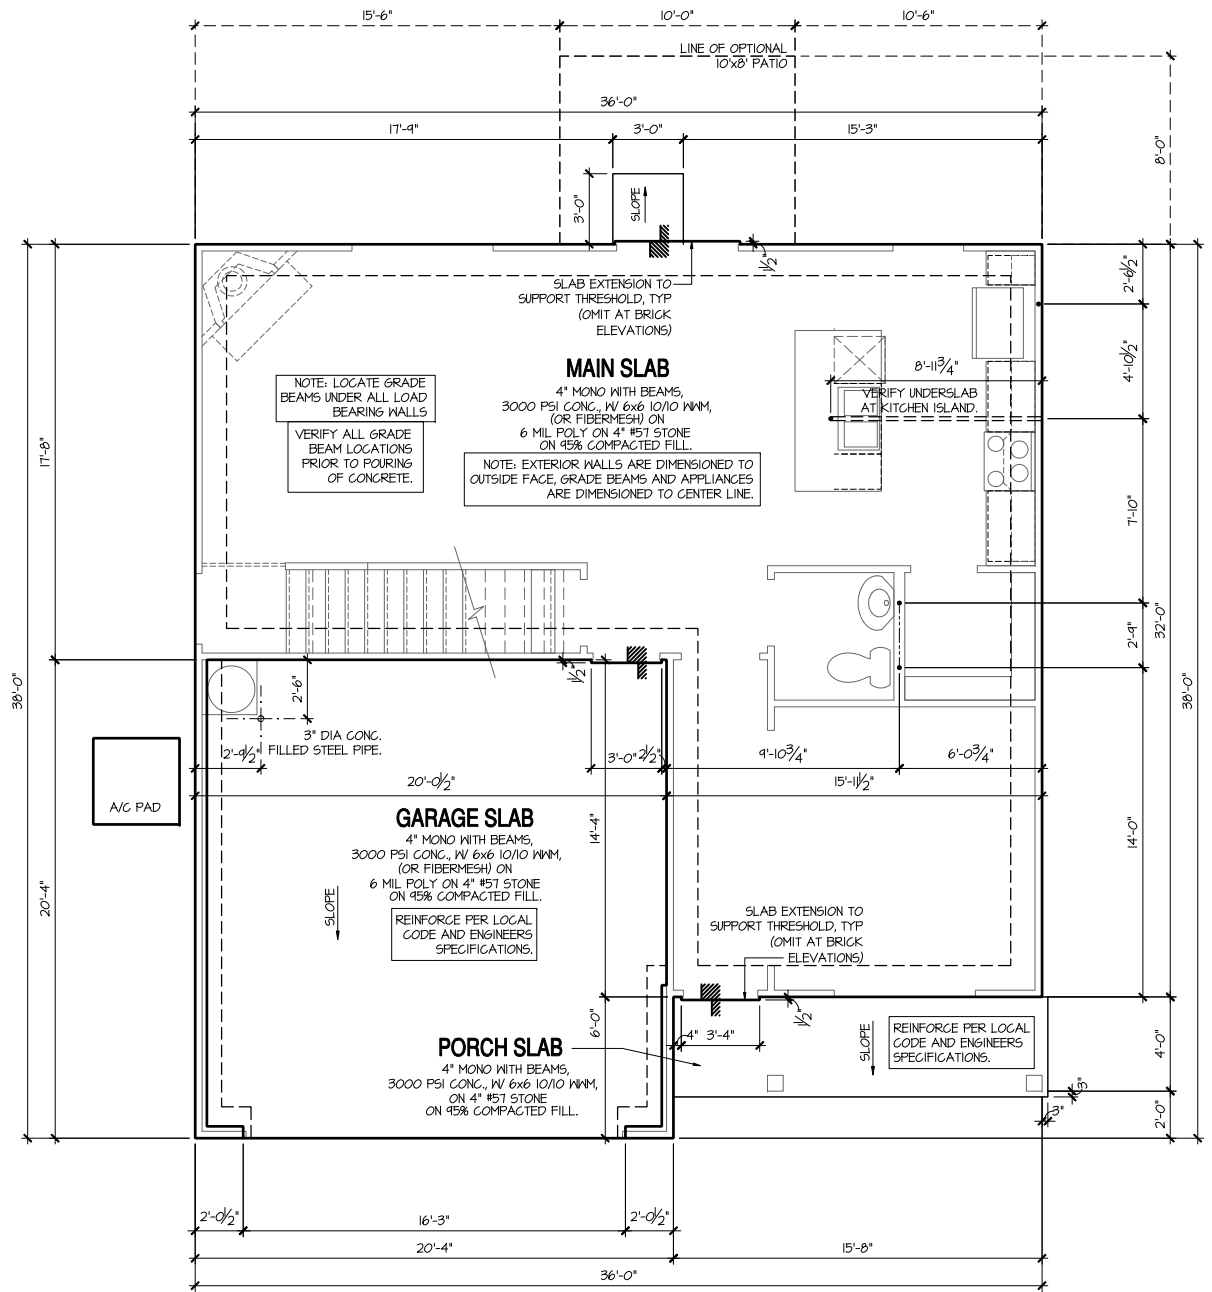 15'-6"
10'-0"
10'-6"
LINE OF OPTIONAL
10'x8' PATIO
36'-0"
17'-9"
3'-0"
15'-3"
8'-0"
3'-0"
SLOPE
1 1/2"
2'-6 1/2"
SLAB EXTENSION TO
SUPPORT THRESHOLD, TYP
(OMIT AT BRICK
ELEVATIONS)
MAIN SLAB
4" MONO WITH BEAMS,
3000 PSI CONC., W/ 6x6 10/10 WWM,
(OR FIBERMESH) ON
6 MIL POLY ON 4" #57 STONE
ON 95% COMPACTED FILL.
NOTE: EXTERIOR WALLS ARE DIMENSIONED TO
OUTSIDE FACE, GRADE BEAMS AND APPLIANCES
ARE DIMENSIONED TO CENTER LINE.
NOTE: LOCATE GRADE
BEAMS UNDER ALL LOAD
BEARING WALLS
VERIFY ALL GRADE
BEAM LOCATIONS
PRIOR TO POURING
OF CONCRETE.
8'-11 3/4"
VERIFY UNDERSLAB
AT KITCHEN ISLAND.
4'-10 1/2"
17'-8"
7'-10"
2'-9"
32'-0"
38'-0"
38'-0"
1 1/2"
2'-6"
3" DIA CONC.
FILLED STEEL PIPE.
2'-9 1/2"
3'-0"
2 1/2"
9'-10 3/4"
6'-0 3/4"
20'-0 1/2"
15'-11 1/2"
A/C PAD
GARAGE SLAB
4" MONO WITH BEAMS,
3000 PSI CONC., W/ 6x6 10/10 WWM,
(OR FIBERMESH) ON
6 MIL POLY ON 4" #57 STONE
ON 95% COMPACTED FILL.
REINFORCE PER LOCAL
CODE AND ENGINEERS
SPECIFICATIONS.
SLOPE
14'-4"
14'-0"
20'-4"
SLAB EXTENSION TO
SUPPORT THRESHOLD, TYP
(OMIT AT BRICK
ELEVATIONS)
6'-0"
1 1/2"
4"
3'-4"
PORCH SLAB
4" MONO WITH BEAMS,
3000 PSI CONC., W/ 6x6 10/10 WWM,
ON 4" #57 STONE
ON 95% COMPACTED FILL.
SLOPE
REINFORCE PER LOCAL
CODE AND ENGINEERS
SPECIFICATIONS.
4'-0"
3"
3"
2'-0"
2'-0 1/2"
16'-3"
2'-0 1/2"
20'-4"
15'-8"
36'-0"